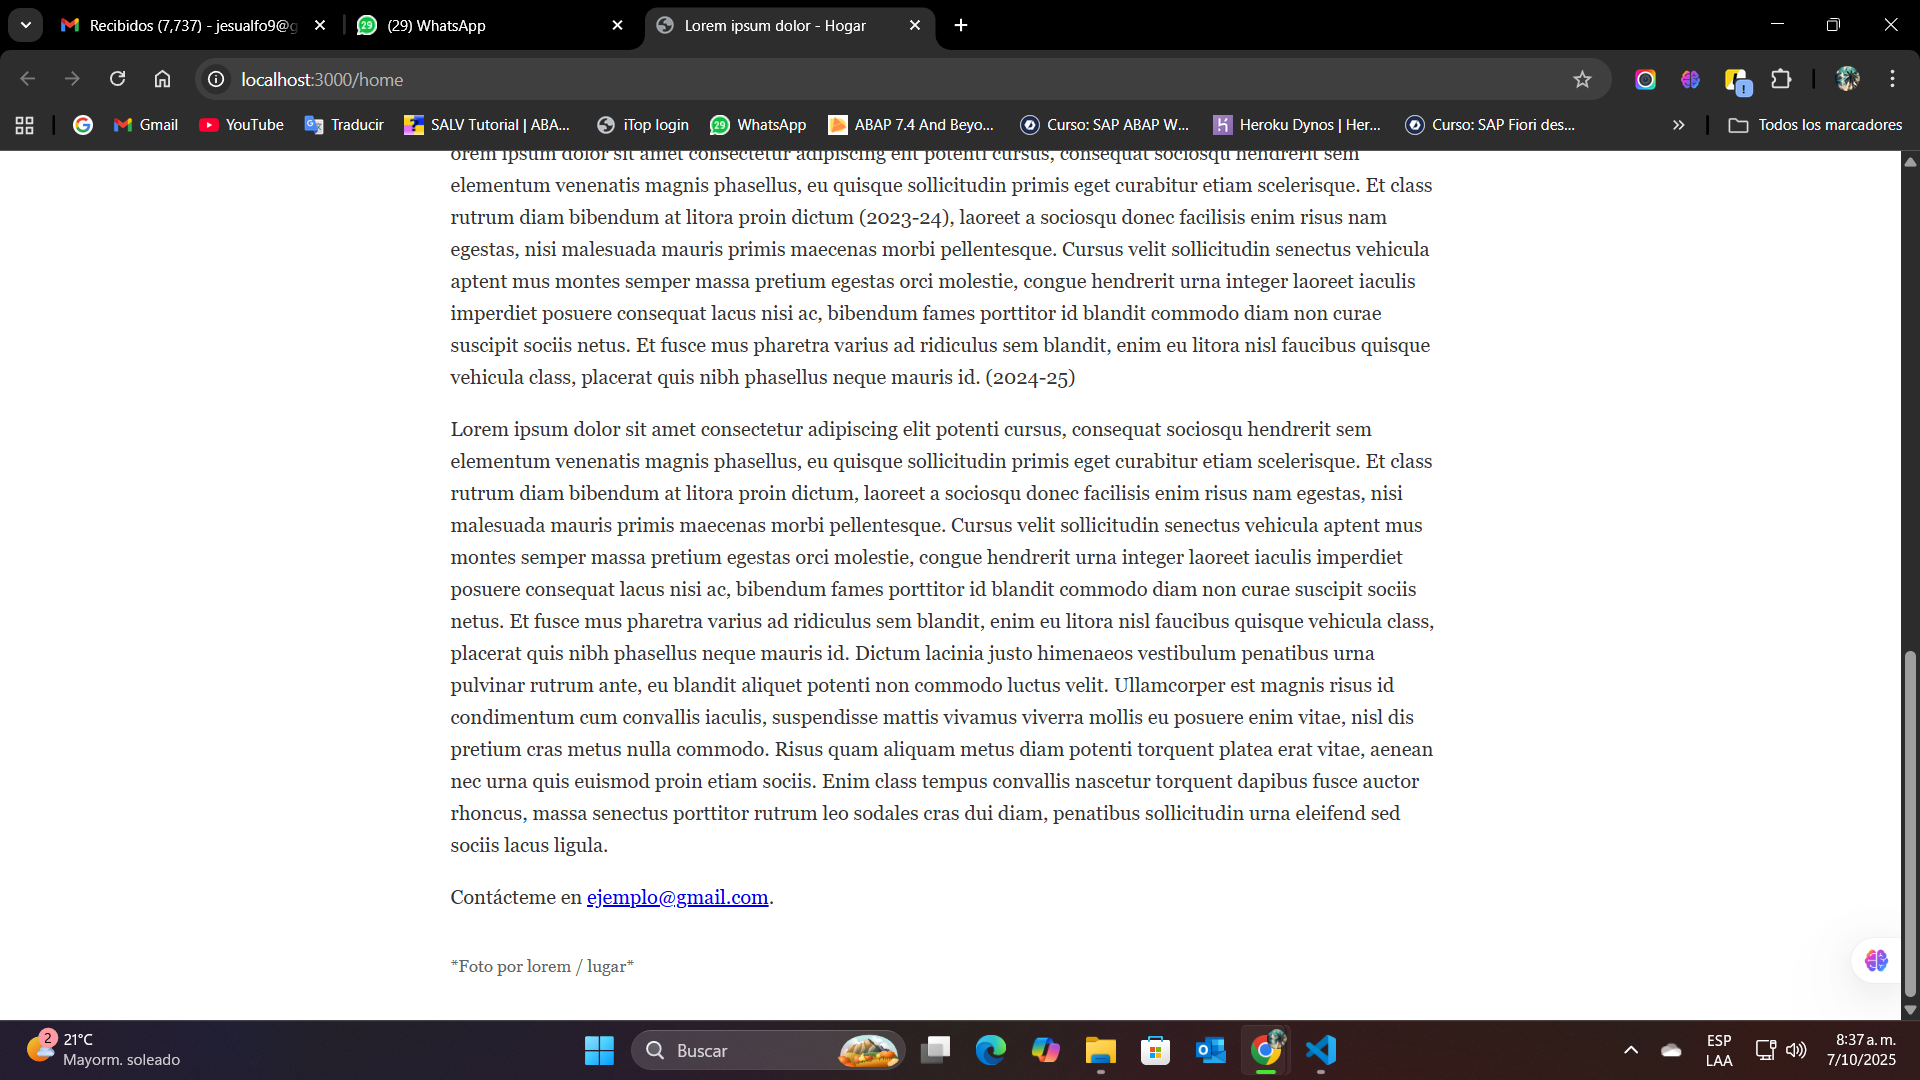 Recibidos (7,737) - jesualfo9@g
(29) WhatsApp
Lorem ipsum dolor - Hogar
localhost:3000/home
Gmail
YouTube
Traducir
SALV Tutorial | ABA...
iTop login
WhatsApp
ABAP 7.4 And Beyo...
Curso: SAP ABAP W...
Heroku Dynos | Her...
Curso: SAP Fiori des...
»
Todos los marcadores
orem ipsum dolor sit amet consectetur adipiscing elit potenti cursus, consequat sociosqu hendrerit sem
elementum venenatis magnis phasellus, eu quisque sollicitudin primis eget curabitur etiam scelerisque. Et class
rutrum diam bibendum at litora proin dictum (2023-24), laoreet a sociosqu donec facilisis enim risus nam
egestas, nisi malesuada mauris primis maecenas morbi pellentesque. Cursus velit sollicitudin senectus vehicula
aptent mus montes semper massa pretium egestas orci molestie, congue hendrerit urna integer laoreet iaculis
imperdiet posuere consequat lacus nisi ac, bibendum fames porttitor id blandit commodo diam non curae
suscipit sociis netus. Et fusce mus pharetra varius ad ridiculus sem blandit, enim eu litora nisl faucibus quisque
vehicula class, placerat quis nibh phasellus neque mauris id. (2024-25)
Lorem ipsum dolor sit amet consectetur adipiscing elit potenti cursus, consequat sociosqu hendrerit sem
elementum venenatis magnis phasellus, eu quisque sollicitudin primis eget curabitur etiam scelerisque. Et class
rutrum diam bibendum at litora proin dictum, laoreet a sociosqu donec facilisis enim risus nam egestas, nisi
malesuada mauris primis maecenas morbi pellentesque. Cursus velit sollicitudin senectus vehicula aptent mus
montes semper massa pretium egestas orci molestie, congue hendrerit urna integer laoreet iaculis imperdiet
posuere consequat lacus nisi ac, bibendum fames porttitor id blandit commodo diam non curae suscipit sociis
netus. Et fusce mus pharetra varius ad ridiculus sem blandit, enim eu litora nisl faucibus quisque vehicula class,
placerat quis nibh phasellus neque mauris id. Dictum lacinia justo himenaeos vestibulum penatibus urna
pulvinar rutrum ante, eu blandit aliquet potenti non commodo luctus velit. Ullamcorper est magnis risus id
condimentum cum convallis iaculis, suspendisse mattis vivamus viverra mollis eu posuere enim vitae, nisl dis
pretium cras metus nulla commodo. Risus quam aliquam metus diam potenti torquent platea erat vitae, aenean
nec urna quis euismod proin etiam sociis. Enim class tempus convallis nascetur torquent dapibus fusce auctor
rhoncus, massa senectus porttitor rutrum leo sodales cras dui diam, penatibus sollicitudin urna eleifend sed
sociis lacus ligula.
Contácteme en ejemplo@gmail.com.
*Foto por lorem / lugar*
2
21°C
Mayorm. soleado
Buscar
ESP
LAA
8:37 a. m.
7/10/2025